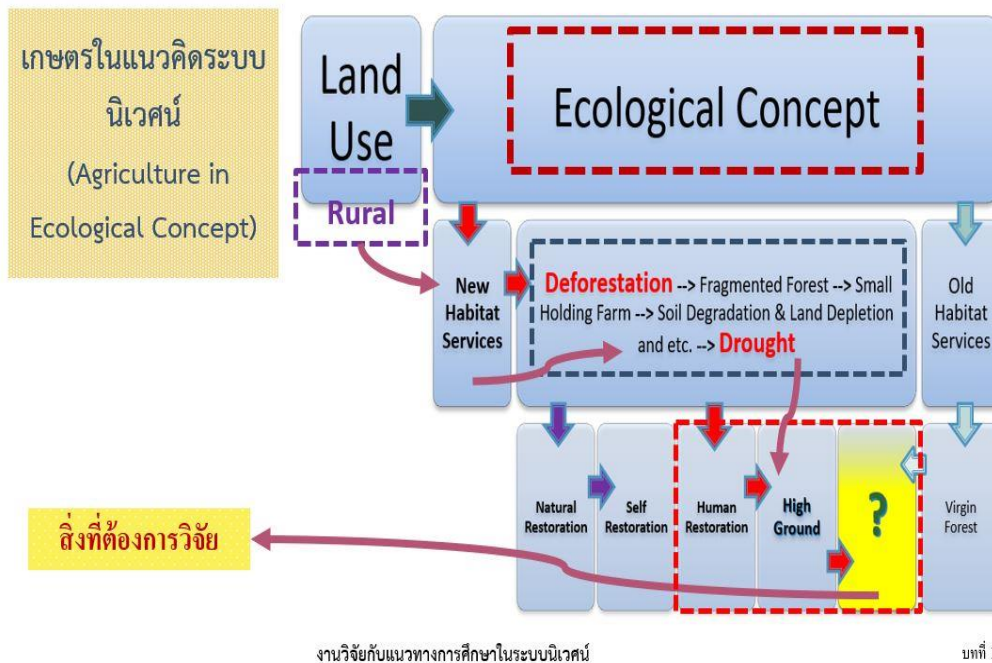 เกษตรในแนวคิดระบบ
นิเวศน์
(Agriculture in
Ecological Concept)
Land
Use
Ecological Concept
Rural
New
Habitat
Services
Deforestation --> Fragmented Forest --> Small
Holding Farm --> Soil Degradation & Land Depletion
and etc. --> Drought
Old
Habitat
Services
Natural
Restoration
Self
Restoration
Human
Restoration
High
Ground
?
Virgin
Forest
สิ่งที่ต้องการวิจัย
งานวิจัยกับแนวทางการศึกษาในระบบนิเวศน์
บทที่